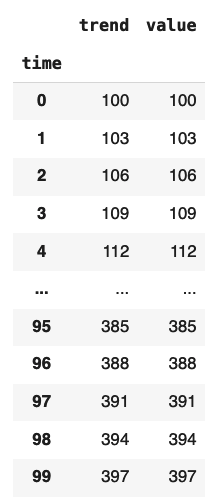 trend value
time
0 100 100
1 103 103
2 106 106
3 109 109
4 112 112
... ... ...
95 385 385
96 388 388
97 391 391
98 394 394
99 397 397